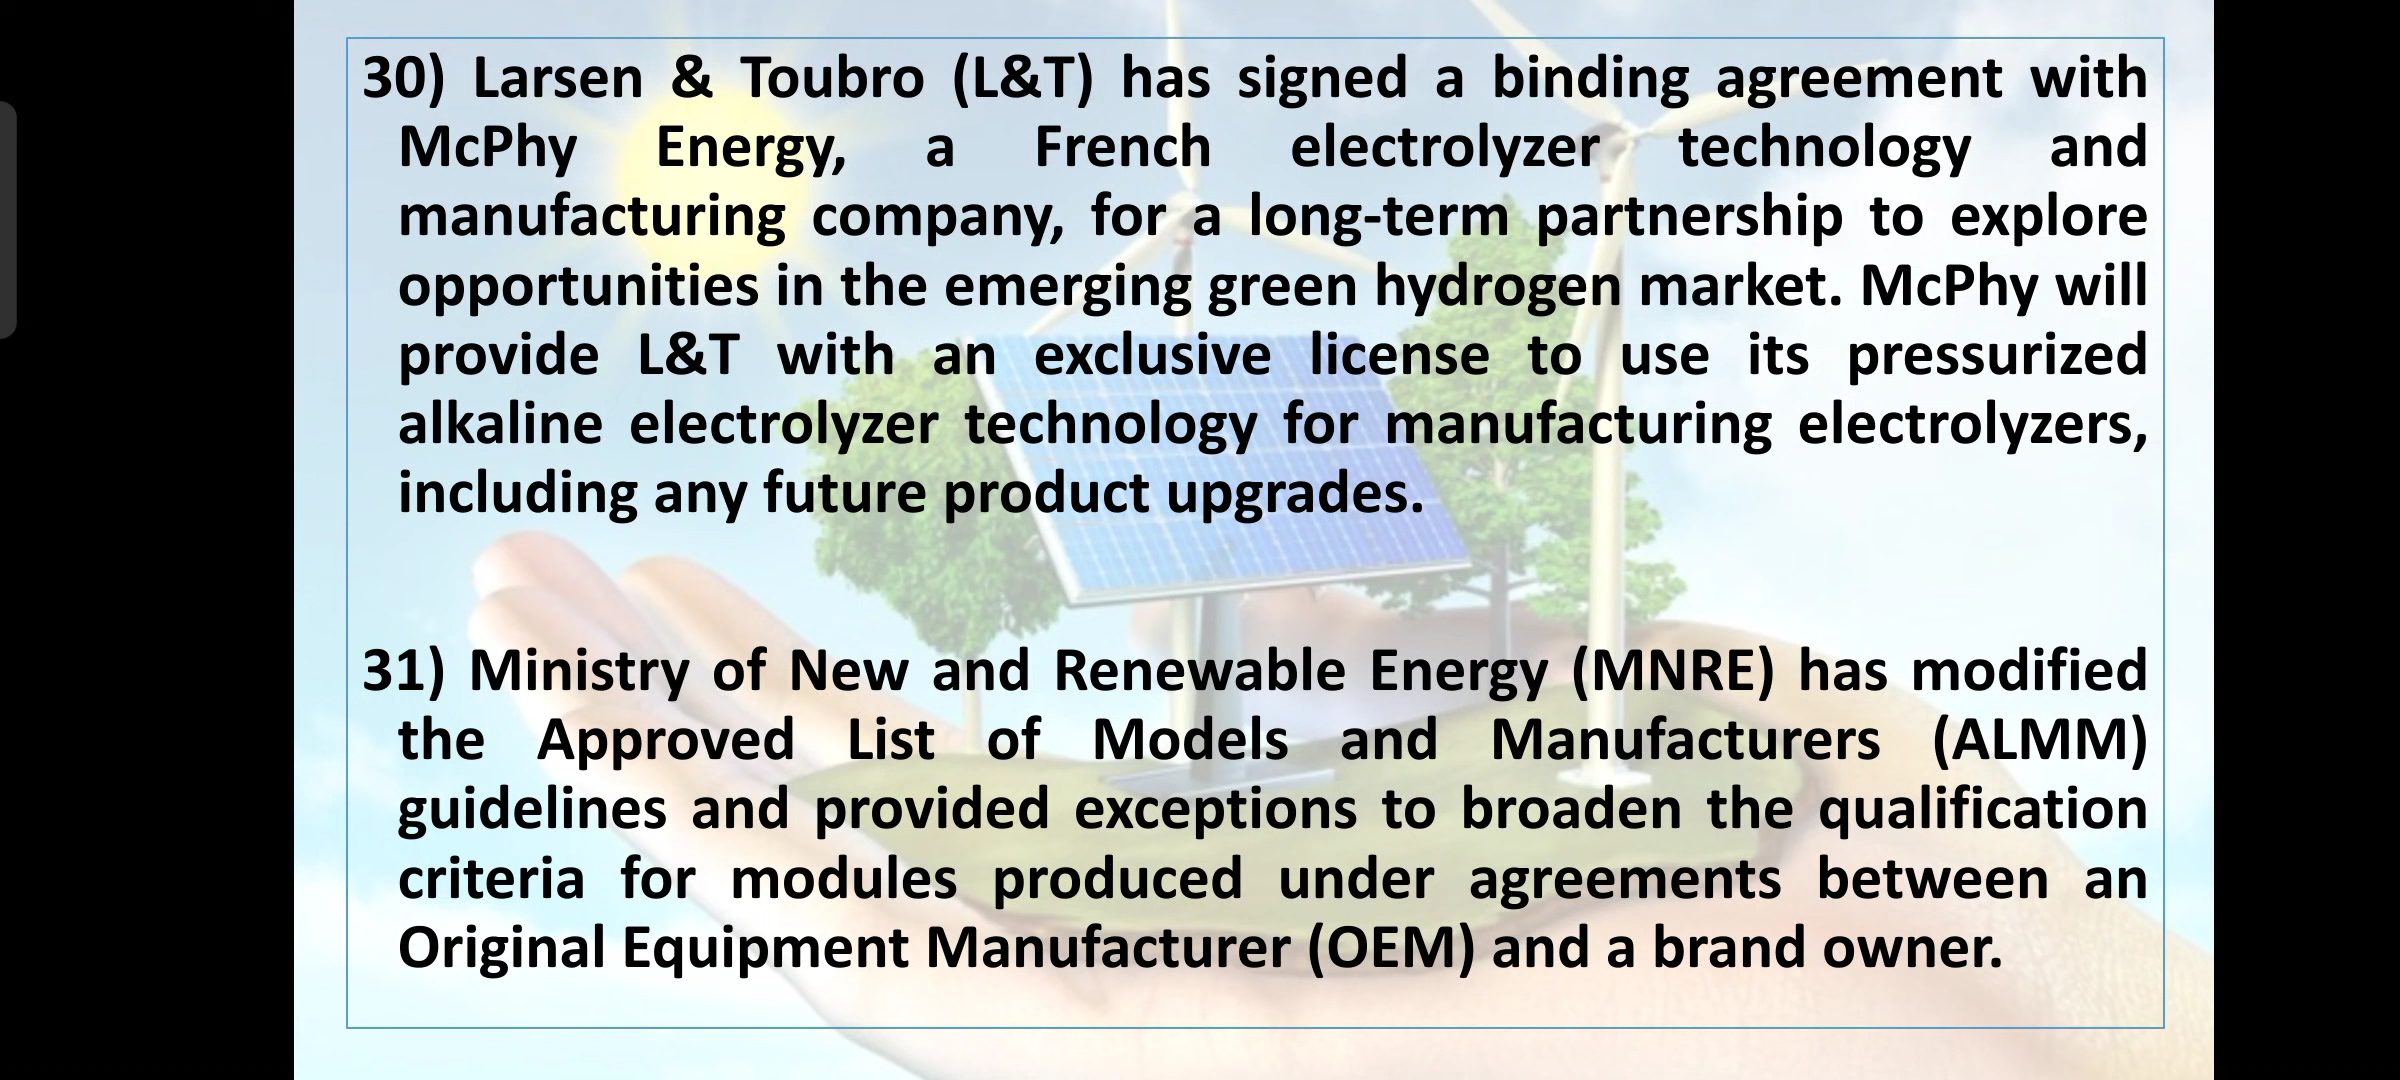 30) Larsen & Toubro (L&T) has signed a binding agreement with
McPhy Energy, a French electrolyzer technology and
manufacturing company, for a long-term partnership to explore
opportunities in the emerging green hydrogen market. McPhy will
provide L&T with an exclusive license to use its pressurized
alkaline electrolyzer technology for manufacturing electrolyzers,
including any future product upgrades.
31) Ministry of New and Renewable Energy (MNRE) has modified
the Approved List of Models and Manufacturers (ALMM)
guidelines and provided exceptions to broaden the qualification
criteria for modules produced under agreements between an
Original Equipment Manufacturer (OEM) and a brand owner.